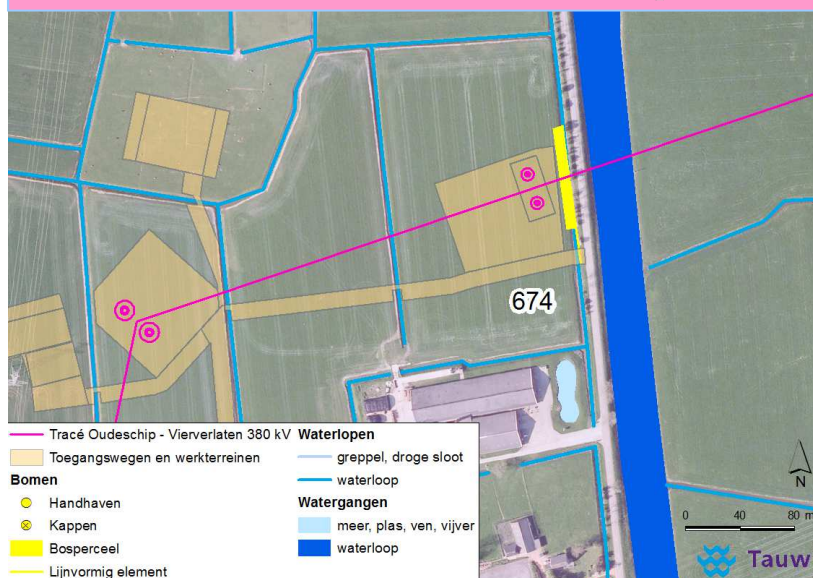 674
Tracé Oudeschip - Vierverlaten 380 kV
Toegangswegen en werkterreinen
Bomen
Handhaven
Kappen
Bosperceel
Lijnvormig element
Waterlopen
greppel, droge sloot
waterloop
Watergangen
meer, plas, ven, vijver
waterloop
N
0 40 80 m
Tauw